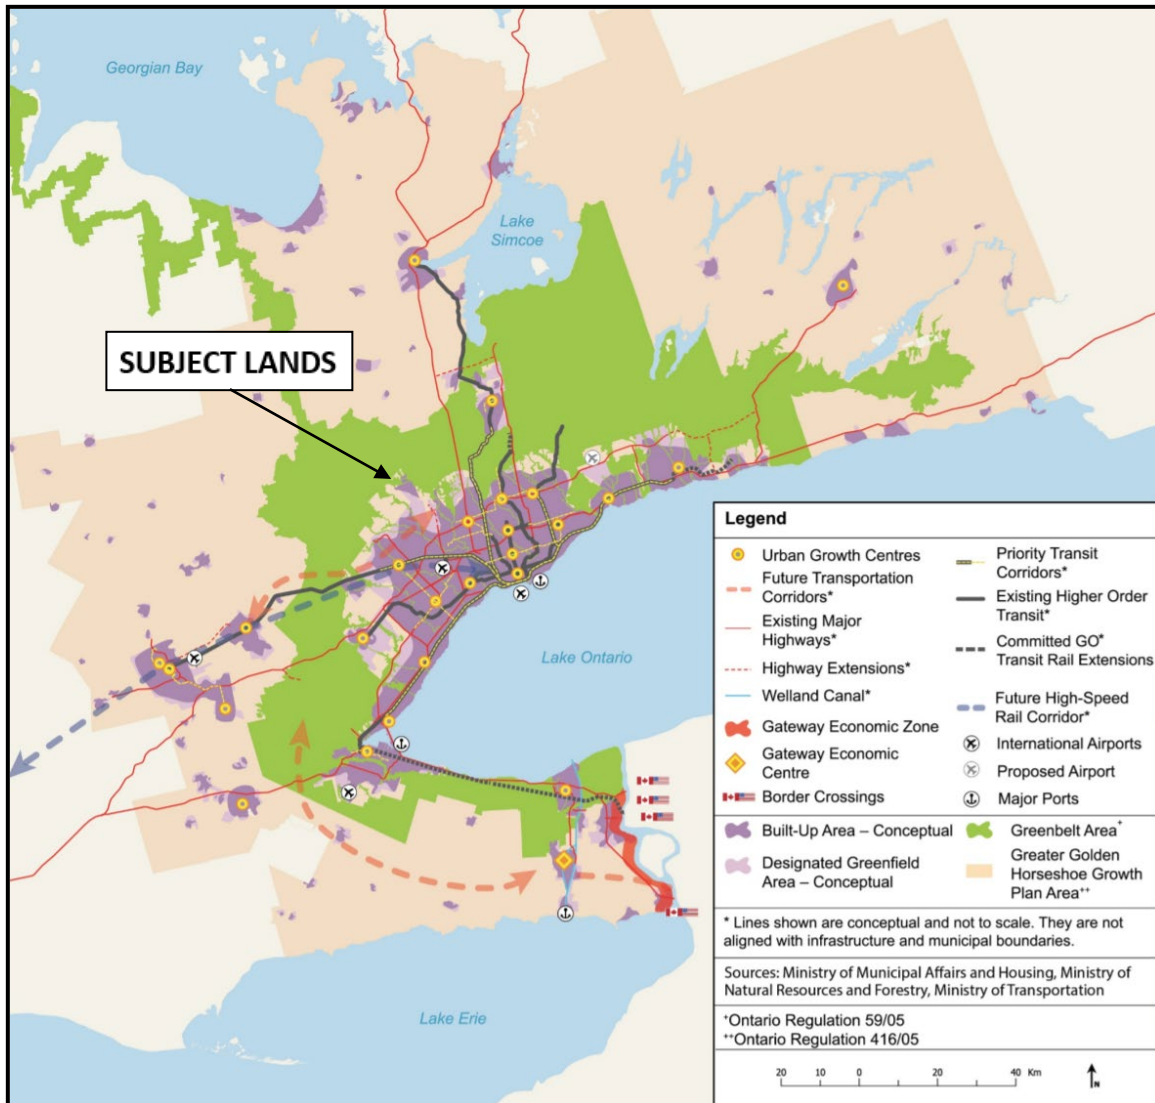 Georgian Bay
Lake
Simcoe
SUBJECT LANDS
Lake Ontario
Lake Erie
Legend
Urban Growth Centres
Future Transportation
Corridors*
Existing Major
Highways*
Highway Extensions*
Welland Canal*
Gateway Economic Zone
Gateway Economic
Centre
Border Crossings
Priority Transit
Corridors*
Existing Higher Order
Transit*
Committed GO*
Transit Rail Extensions
Future High-Speed
Rail Corridor*
International Airports
Proposed Airport
Major Ports
Built-Up Area – Conceptual
Designated Greenfield
Area – Conceptual
Greenbelt Area+
Greater Golden
Horseshoe Growth
Plan Area++
* Lines shown are conceptual and not to scale. They are not
aligned with infrastructure and municipal boundaries.
Sources: Ministry of Municipal Affairs and Housing, Ministry of
Natural Resources and Forestry, Ministry of Transportation
+Ontario Regulation 59/05
++Ontario Regulation 416/05
20 10 0 20 40 Km
N